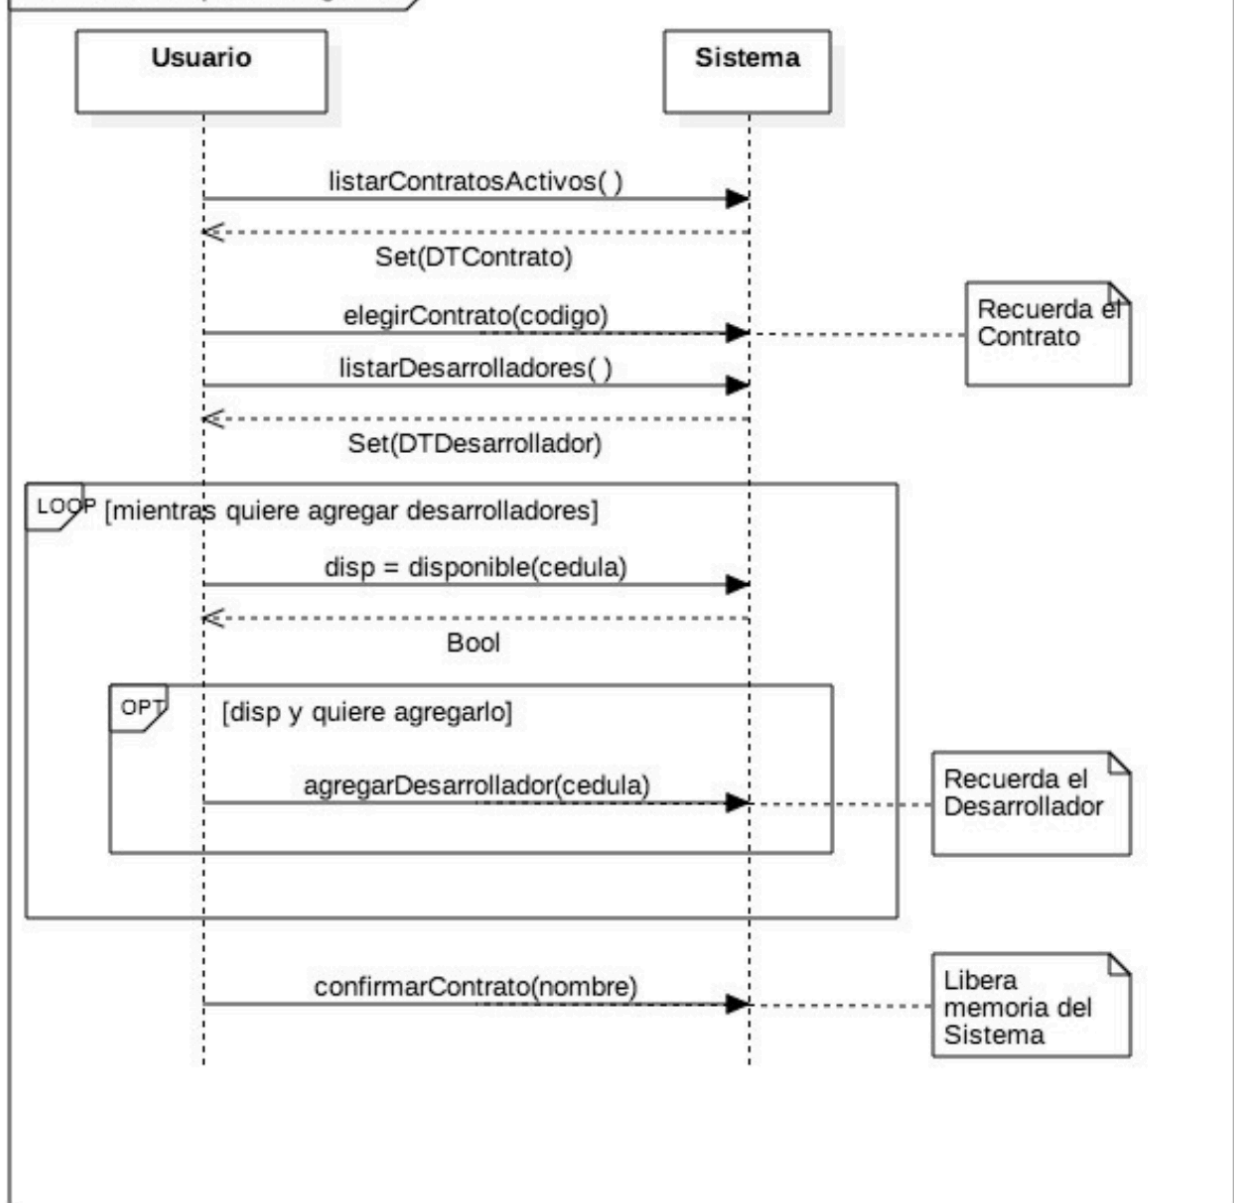 Usuario
Sistema
listarContratosActivos( )
Set(DTContrato)
elegirContrato(codigo)
Recuerda el
Contrato
listarDesarrolladores( )
Set(DTDesarrollador)
LOOP [mientras quiere agregar desarrolladores]
disp = disponible(cedula)
Bool
OPT [disp y quiere agregarlo]
agregarDesarrollador(cedula)
Recuerda el
Desarrollador
confirmarContrato(nombre)
Libera
memoria del
Sistema